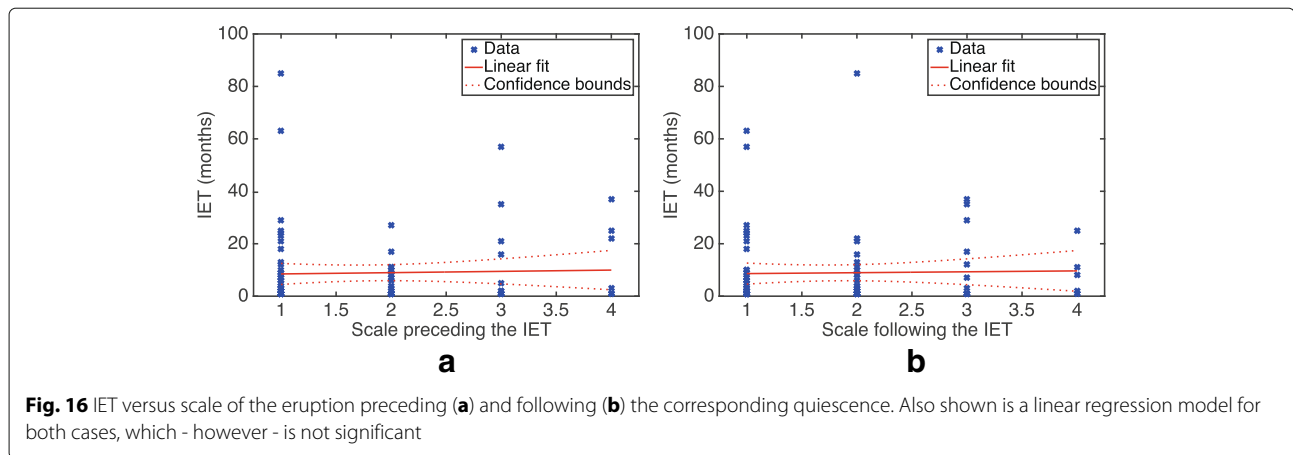 100
80
60
40
20
0
IET (months)
Data
Linear fit
Confidence bounds
1 1.5 2 2.5 3 3.5 4
Scale preceding the IET
a
100
80
60
40
20
0
IET (months)
Data
Linear fit
Confidence bounds
1 1.5 2 2.5 3 3.5 4
Scale following the IET
b
Fig. 16 IET versus scale of the eruption preceding (a) and following (b) the corresponding quiescence. Also shown is a linear regression model for
both cases, which - however - is not significant